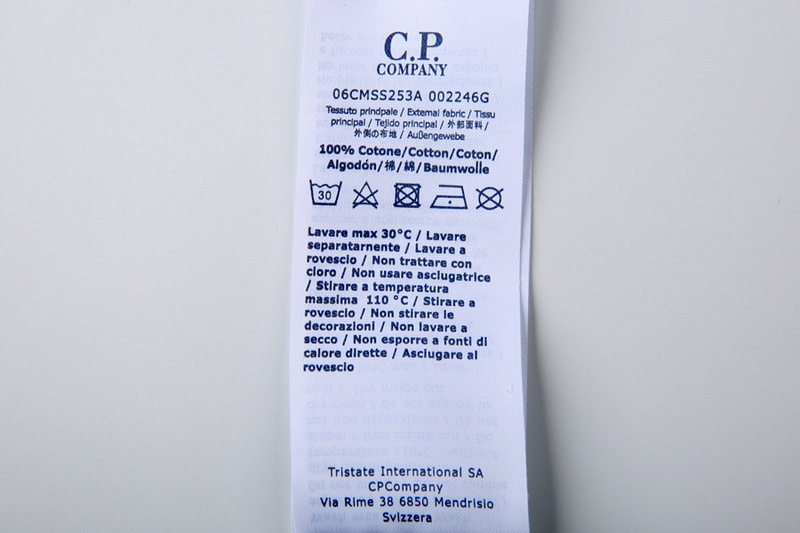 C.P.
COMPANY
06CMSS253A 002246G
Tessuto prindpale / External fabric / Tissu
principal / Tejido principal / 外部面料 /
外側の布地 / Außengewebe
100% Cotone/Cotton/Coton/
Algodón/棉/綿/Baumwolle
30
Lavare max 30°C / Lavare
separatarnente / Lavare a
rovescio / Non trattare con
cloro / Non usare asciugatrice
/ Stirare a temperatura
massima 110 °C / Stirare a
rovescio / Non stirare le
decorazioni / Non lavare a
secco / Non esporre a fonti di
calore dirette / Asciugare al
rovescio
Tristate International SA
CPCompany
Via Rime 38 6850 Mendrisio
Svizzera